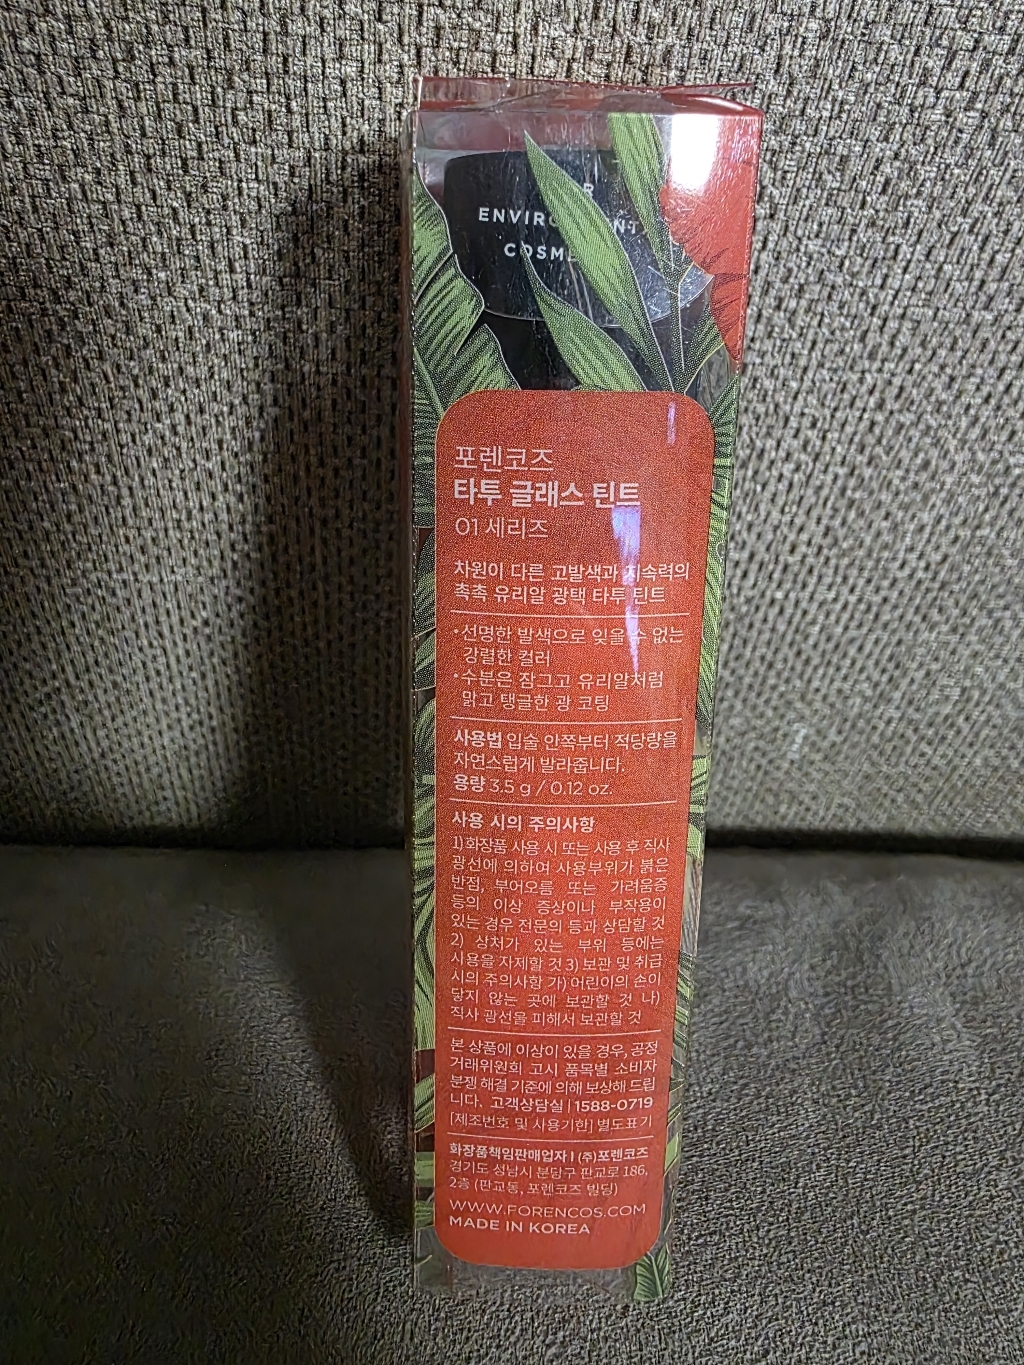 ENVIR
COSM
포렌코즈
타투 글래스 틴트
01 세리즈
차원이 다른 고발색과 지속력의
촉촉 유리알 광택 타투 틴트
·선명한 발색으로 잊을 수 없는
강렬한 컬러
·수분은 잠그고 유리알처럼
맑고 탱글한 광 코팅
사용법 입술 안쪽부터 적당량을
자연스럽게 발라줍니다.
용량 3.5 g / 0.12 oz.
사용 시의 주의사항
1)화장품 사용 시 또는 사용 후 직사
광선에 의하여 사용부위가 붉은
반점, 부어오름 또는 가려움증
등의 이상 증상이나 부작용이
있는 경우 전문의 등과 상담할 것
2) 상처가 있는 부위 등에는
사용을 자제할 것 3) 보관 및 취급
시의 주의사항 가) 어린이의 손이
닿지 않는 곳에 보관할 것 나)
직사 광선을 피해서 보관할 것
본 상품에 이상이 있을 경우, 공정
거래위원회 고시 품목별 소비자
분쟁 해결 기준에 의해 보상해 드립
니다. 고객상담실 | 1588-0719
[제조번호 및 사용기한] 별도표기
화장품책임판매업자 I (주)포렌코즈
경기도 성남시 분당구 판교로 186,
2층 (판교동, 포렌코즈 빌딩)
WWW.FORENCOS.COM
MADE IN KOREA